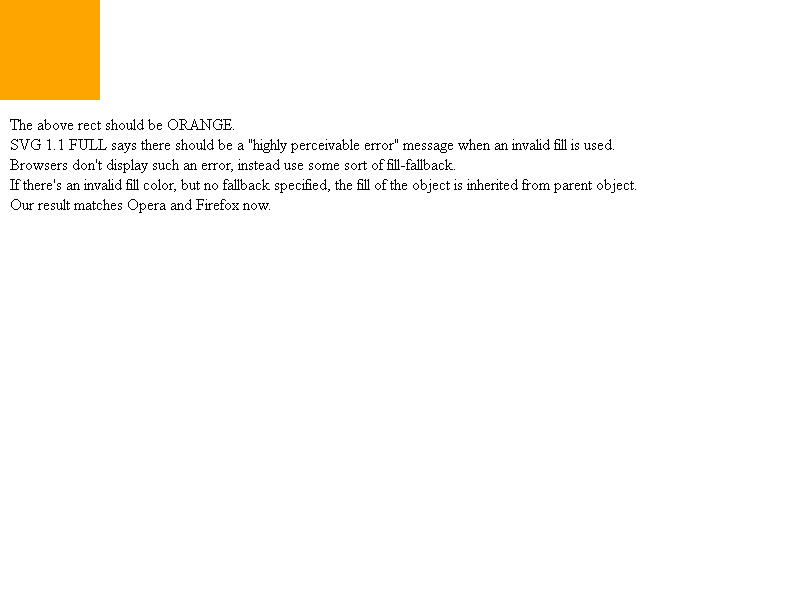 The above rect should be ORANGE.
SVG 1.1 FULL says there should be a "highly perceivable error" message when an invalid fill is used.
Browsers don't display such an error, instead use some sort of fill-fallback.
If there's an invalid fill color, but no fallback specified, the fill of the object is inherited from parent object.
Our result matches Opera and Firefox now.